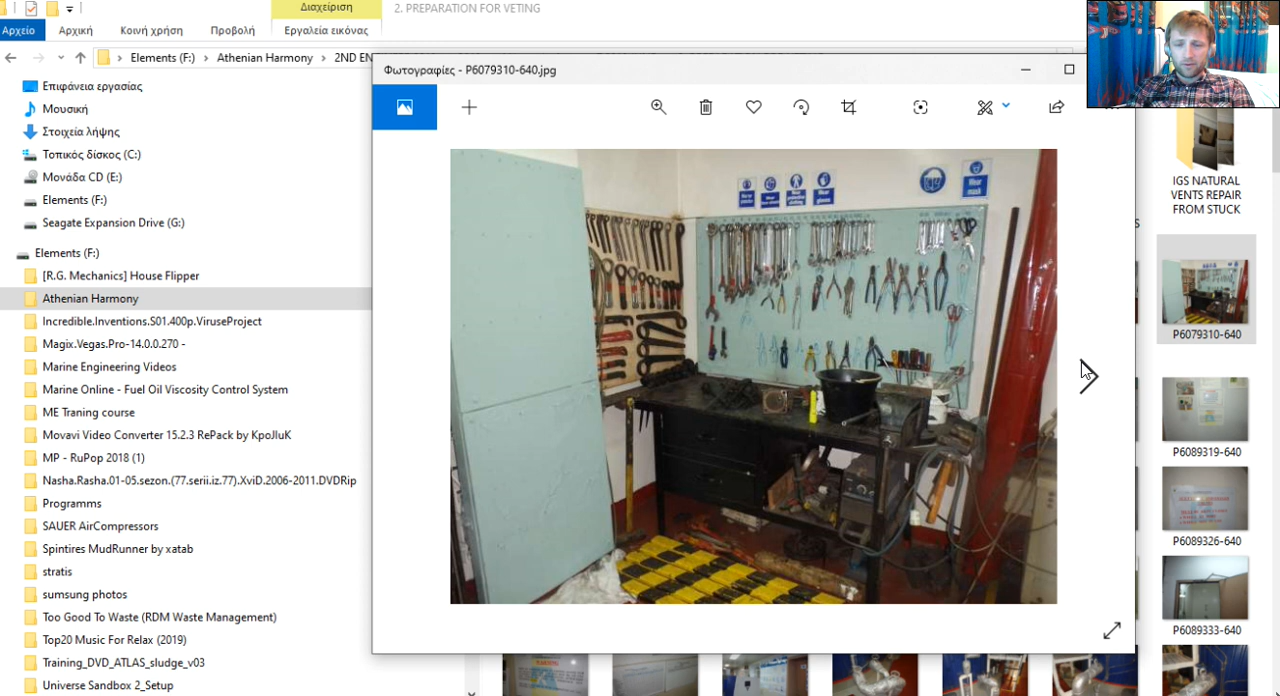 Διαχείριση
2. PREPARATION FOR VETING
Αρχείο
Αρχική
Κοινή χρήση
Προβολή
Εργαλεία εικόνας
Elements (F:)
Athenian Harmony
2ND EN
Φωτογραφίες - P6079310-640.jpg
Επιφάνεια εργασίας
Μουσική
Στοιχεία λήψης
Τοπικός δίσκος (C:)
Μονάδα CD (E:)
Elements (F:)
Seagate Expansion Drive (G:)
Elements (F:)
[R.G. Mechanics] House Flipper
Athenian Harmony
Incredible.Inventions.S01.400p.ViruseProject
Magix.Vegas.Pro-14.0.0.270 -
Marine Engineering Videos
Marine Online - Fuel Oil Viscosity Control System
ME Traning course
Movavi Video Converter 15.2.3 RePack by KpoJIuK
MP - RuPop 2018 (1)
Nasha.Rasha.01-05.sezon.(77.serii.iz.77).XviD.2006-2011.DVDRip
Programms
SAUER AirCompressors
Spintires MudRunner by xatab
stratis
sumsung photos
Too Good To Waste (RDM Waste Management)
Top20 Music For Relax (2019)
Training_DVD_ATLAS_sludge_v03
Universe Sandbox 2_Setup
Wear
mask
IGS NATURAL
VENTS REPAIR
FROM STUCK
S
P6079310-640
P6089319-640
P6089326-640
P6089333-640